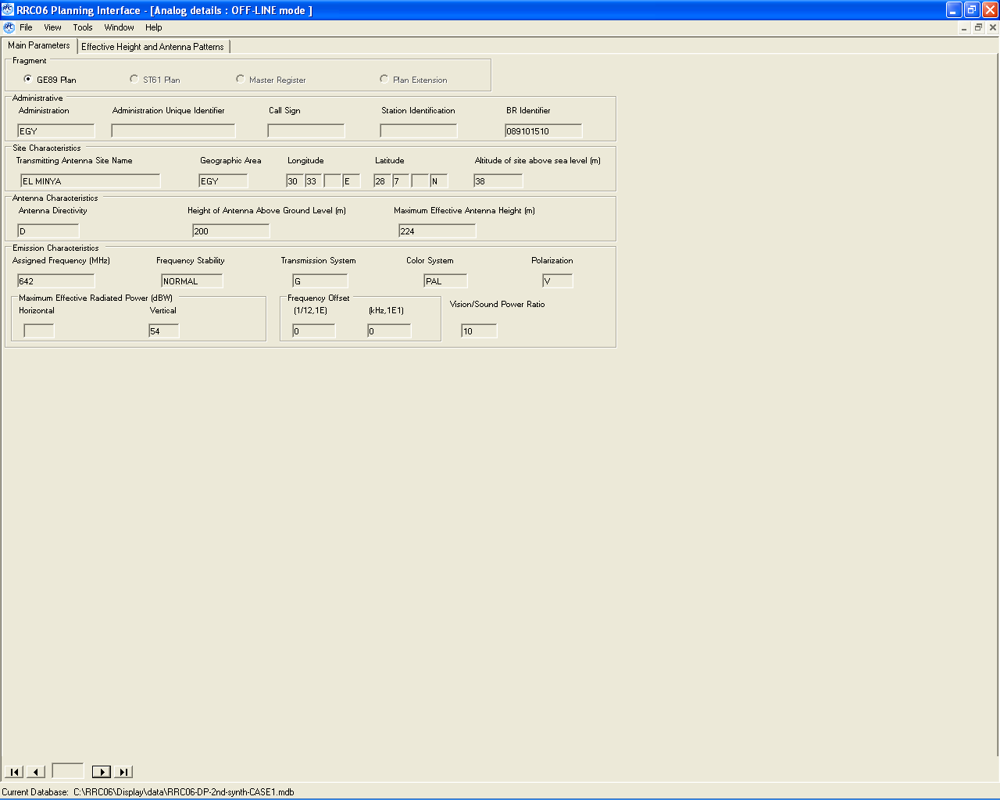 RRC06 Planning Interface - [Analog details : OFF-LINE mode ]
File View Tools Window Help
Main Parameters Effective Height and Antenna Patterns
Fragment
GE89 Plan ST61 Plan Master Register Plan Extension
Administrative
Administration Administration Unique Identifier Call Sign Station Identification BR Identifier
EGY 089101510
Site Characteristics
Transmitting Antenna Site Name Geographic Area Longitude Latitude Altitude of site above sea level (m)
EL MINYA EGY 30 33 E 28 7 N 38
Antenna Characteristics
Antenna Directivity Height of Antenna Above Ground Level (m) Maximum Effective Antenna Height (m)
D 200 224
Emission Characteristics
Assigned Frequency (MHz) Frequency Stability Transmission System Color System Polarization
642 NORMAL G PAL V
Maximum Effective Radiated Power (dBW) Frequency Offset Vision/Sound Power Ratio
Horizontal Vertical (1/12,1E) (kHz,1E1)
54 0 0 10
Current Database: C:\RRC06\Display\data\RRC06-DP-2nd-synth-CASE1.mdb